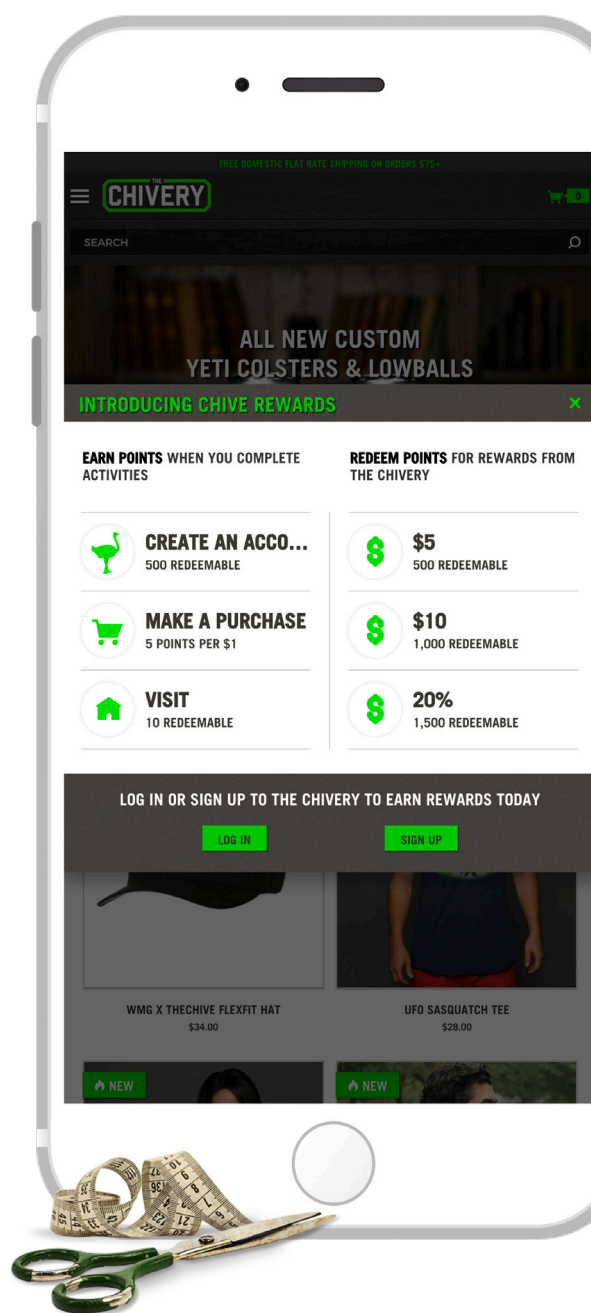 FREE DOMESTIC FLAT RATE SHIPPING ON ORDERS $75+
THE
CHIVERY
0
SEARCH
ALL NEW CUSTOM
YETI COLSTERS & LOWBALLS
INTRODUCING CHIVE REWARDS
×
EARN POINTS WHEN YOU COMPLETE
ACTIVITIES
CREATE AN ACCO...
500 REDEEMABLE
MAKE A PURCHASE
5 POINTS PER $1
VISIT
10 REDEEMABLE
REDEEM POINTS FOR REWARDS FROM
THE CHIVERY
$5
500 REDEEMABLE
$10
1,000 REDEEMABLE
20%
1,500 REDEEMABLE
LOG IN OR SIGN UP TO THE CHIVERY TO EARN REWARDS TODAY
LOG IN
SIGN UP
WMG X THECHIVE FLEXFIT HAT
$34.00
UFO SASQUATCH TEE
$28.00
NEW
NEW